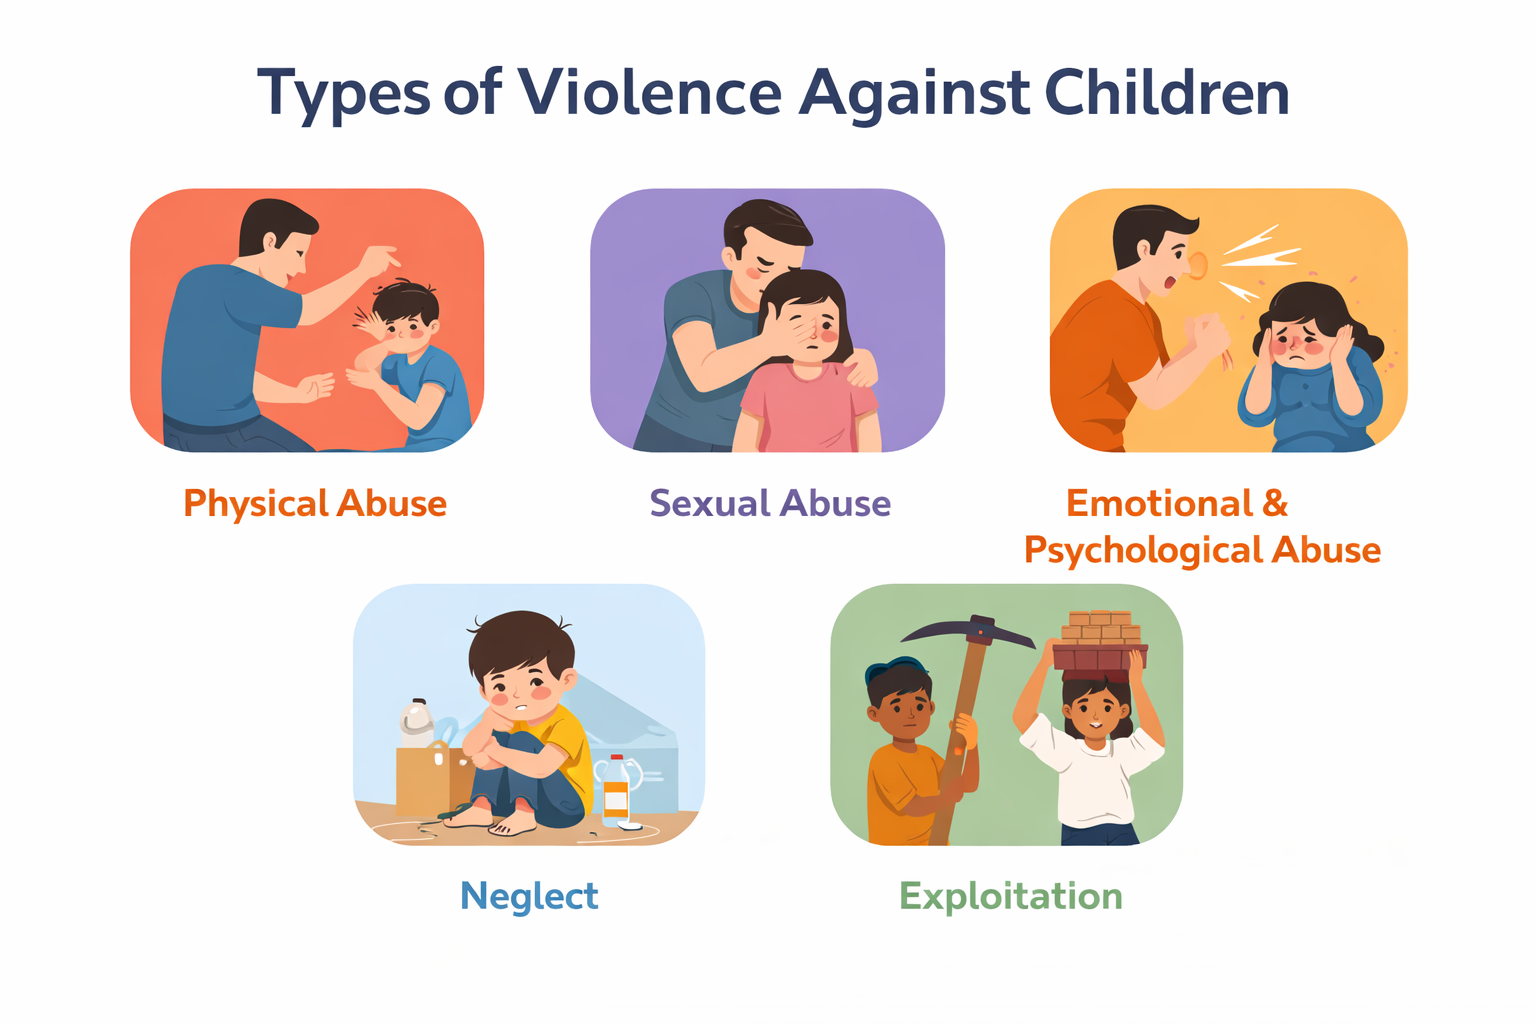 Types of Violence Against Children
Physical Abuse
Sexual Abuse
Emotional &
Psychological Abuse
Neglect
Exploitation